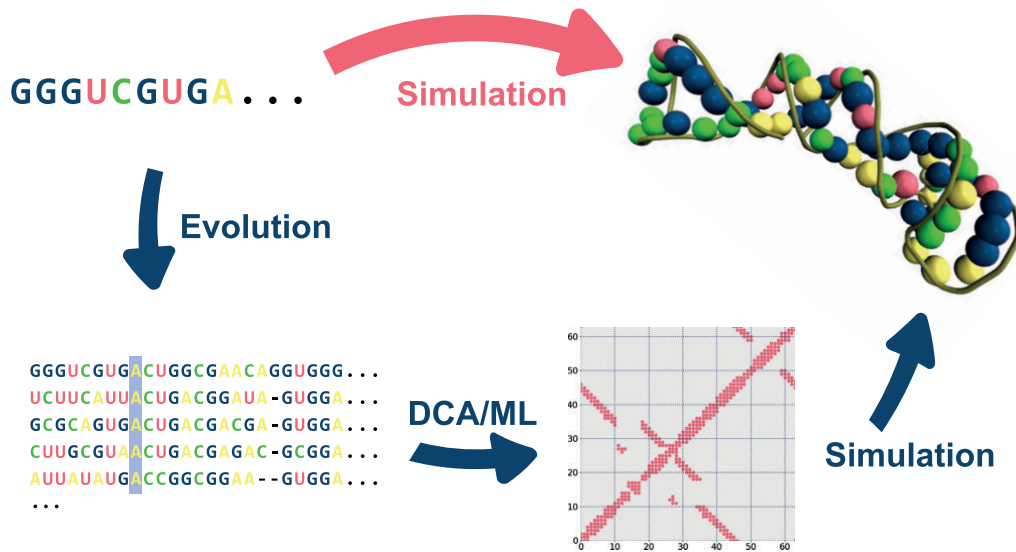 GGGUCGUGA...
Simulation
Evolution
GGGUCGUGACUGGCGAACAGGUGGG...
UCUUCAUUACUGACGGAUA-GUGGA...
GCGCAGUGACUGACGACGA-GUGGA...
CUUGCGUAACUGACGAGAC-GCGGA...
AUUAUAUGACCGGCGGAA--GUGGA...
...
DCA/ML
60
50
40
30
20
10
0
0 10 20 30 40 50 60
Simulation